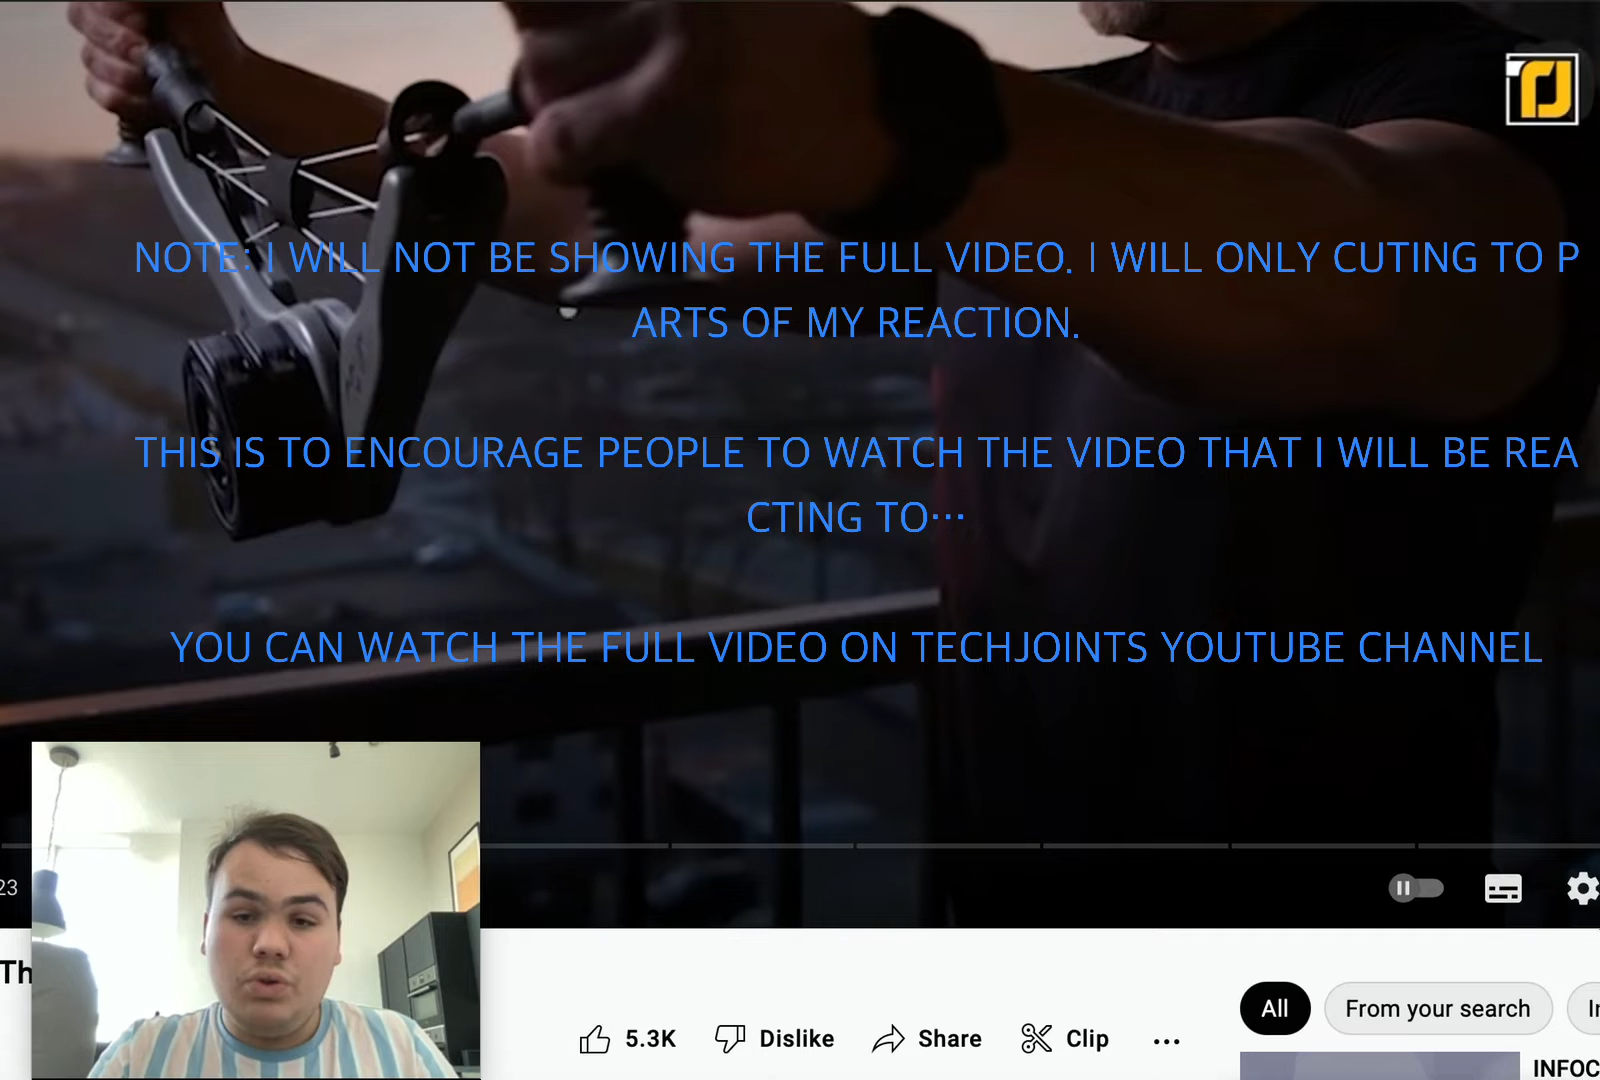 TJ
NOTE: I WILL NOT BE SHOWING THE FULL VIDEO. I WILL ONLY CUTING TO P
ARTS OF MY REACTION.
THIS IS TO ENCOURAGE PEOPLE TO WATCH THE VIDEO THAT I WILL BE REA
CTING TO...
YOU CAN WATCH THE FULL VIDEO ON TECHJOINTS YOUTUBE CHANNEL
23
Th
5.3K Dislike Share Clip ...
All From your search
INFOC